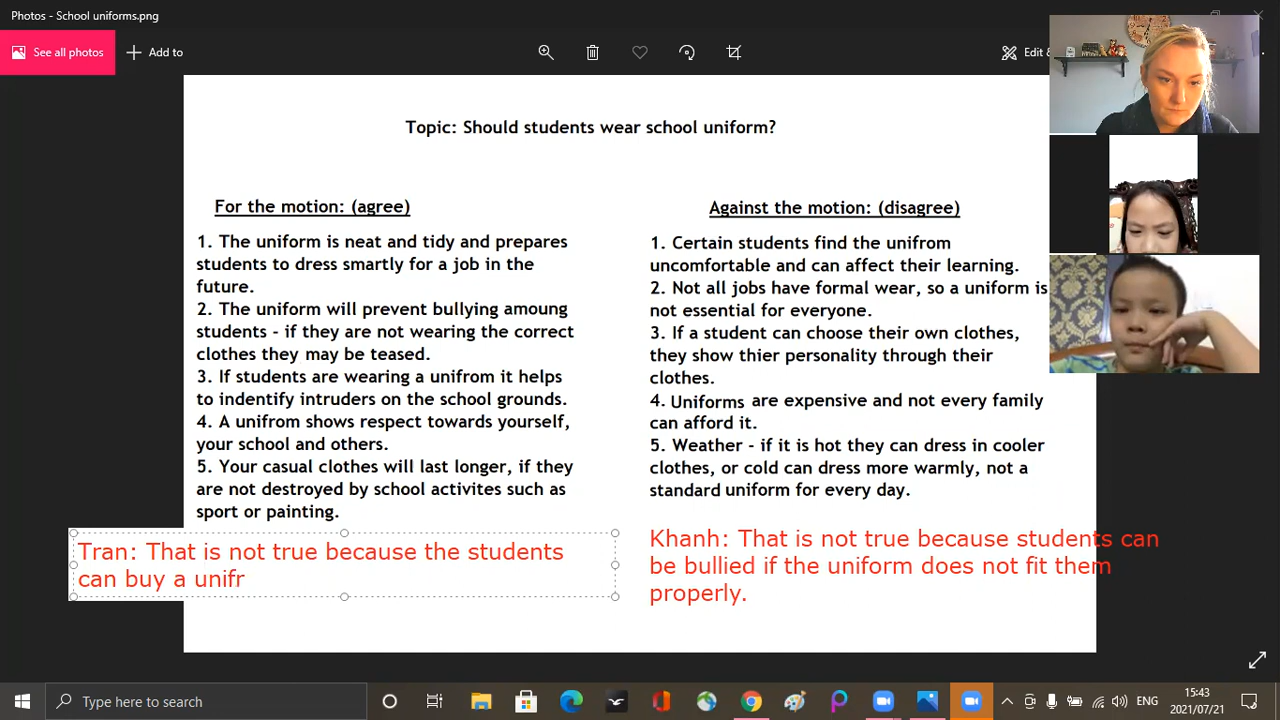 Photos - School uniforms.png
See all photos
Add to
Edit &
Topic: Should students wear school uniform?
For the motion: (agree)
1. The uniform is neat and tidy and prepares
students to dress smartly for a job in the
future.
2. The uniform will prevent bullying amoung
students - if they are not wearing the correct
clothes they may be teased.
3. If students are wearing a unifrom it helps
to indentify intruders on the school grounds.
4. A unifrom shows respect towards yourself,
your school and others.
5. Your casual clothes will last longer, if they
are not destroyed by school activites such as
sport or painting.
Tran: That is not true because the students
can buy a unifr
Against the motion: (disagree)
1. Certain students find the unifrom
uncomfortable and can affect their learning.
2. Not all jobs have formal wear, so a uniform is
not essential for everyone.
3. If a student can choose their own clothes,
they show thier personality through their
clothes.
4. Uniforms are expensive and not every family
can afford it.
5. Weather - if it is hot they can dress in cooler
clothes, or cold can dress more warmly, not a
standard uniform for every day.
Khanh: That is not true because students can
be bullied if the uniform does not fit them
properly.
Type here to search
ENG
15:43
2021/07/21